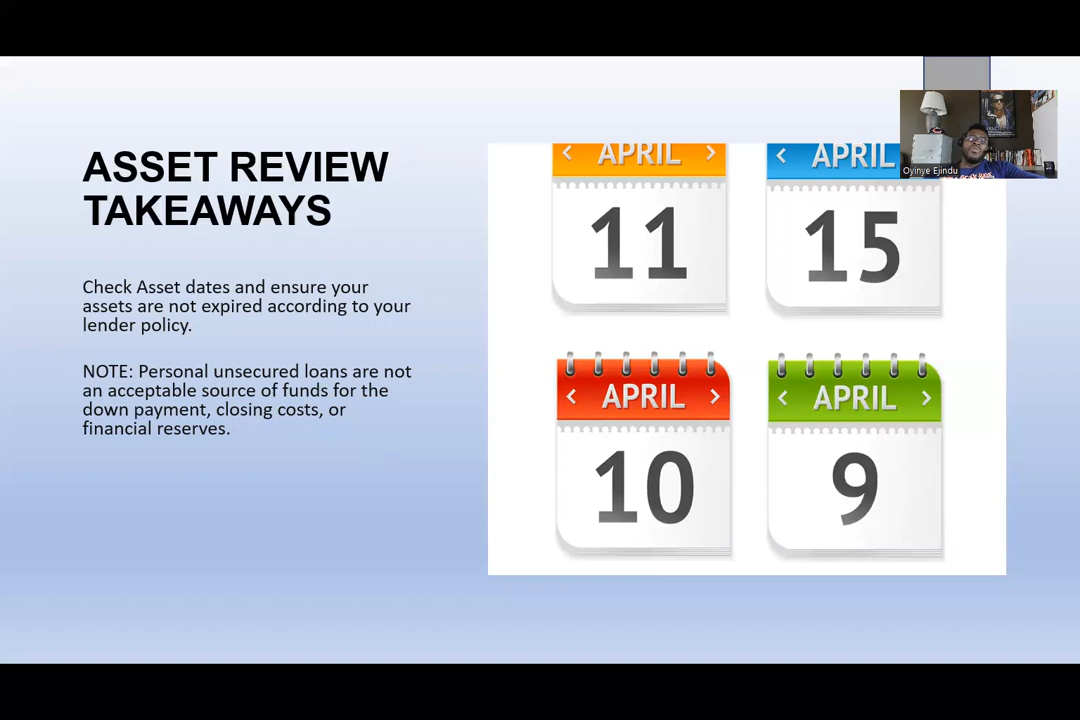 ASSET REVIEW
TAKEAWAYS
Check Asset dates and ensure your
assets are not expired according to your
lender policy.
NOTE: Personal unsecured loans are not
an acceptable source of funds for the
down payment, closing costs, or
financial reserves.
APRIL
11
APRIL
15
APRIL
10
APRIL
9
Oyinye Ejindu